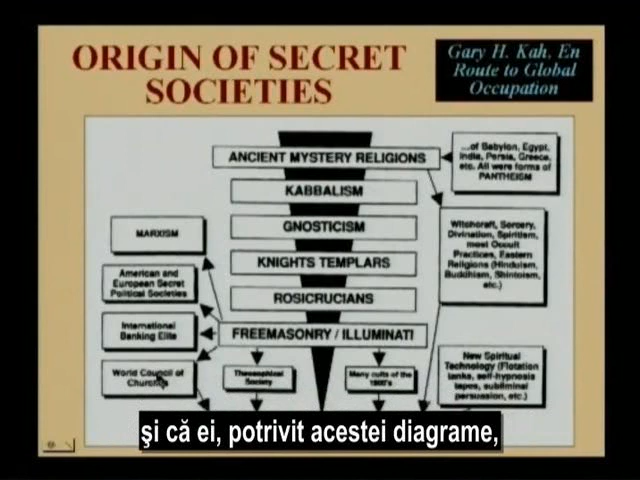 ORIGIN OF SECRET
SOCIETIES
Gary H. Kah, En
Route to Global
Occupation
ANCIENT MYSTERY RELIGIONS
...of Babylon, Egypt,
India, Persia, Greece,
etc. All were forms of
PANTHEISM
KABBALISM
GNOSTICISM
KNIGHTS TEMPLARS
ROSICRUCIANS
FREEMASONRY / ILLUMINATI
Witchcraft, Sorcery,
Divination, Spiritism,
most Occult
Practices, Eastern
Religions (Hinduism,
Buddhism, Shintoism,
etc.)
MARXISM
American and
European Secret
Political Societies
International
Banking Elite
World Council of
Churches
Theosophical
Society
Many cults of the
1800's
New Spiritual
Technology (Flotation
tanks, self-hypnosis
tapes, subliminal
persuasion, etc.)
şi că ei, potrivit acestei diagrame,